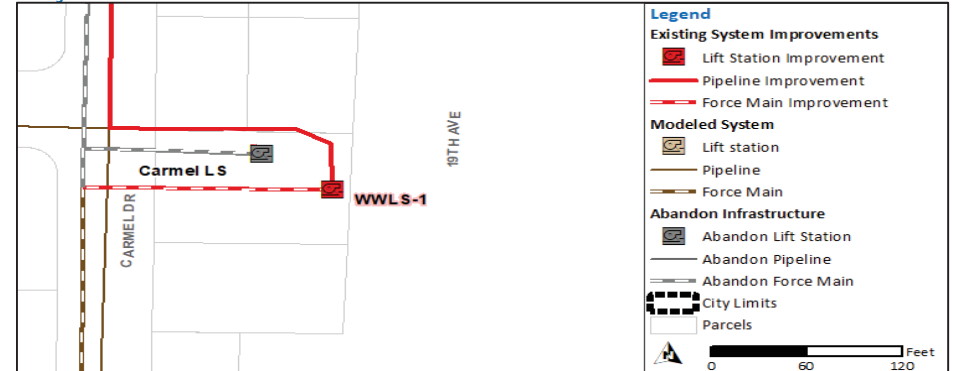 Carmel LS
WWLS-1
CARMEL DR
19TH AVE
Legend
Existing System Improvements
Lift Station Improvement
Pipeline Improvement
Force Main Improvement
Modeled System
Lift station
Pipeline
Force Main
Abandon Infrastructure
Abandon Lift Station
Abandon Pipeline
Abandon Force Main
City Limits
Parcels
Feet
0 60 120